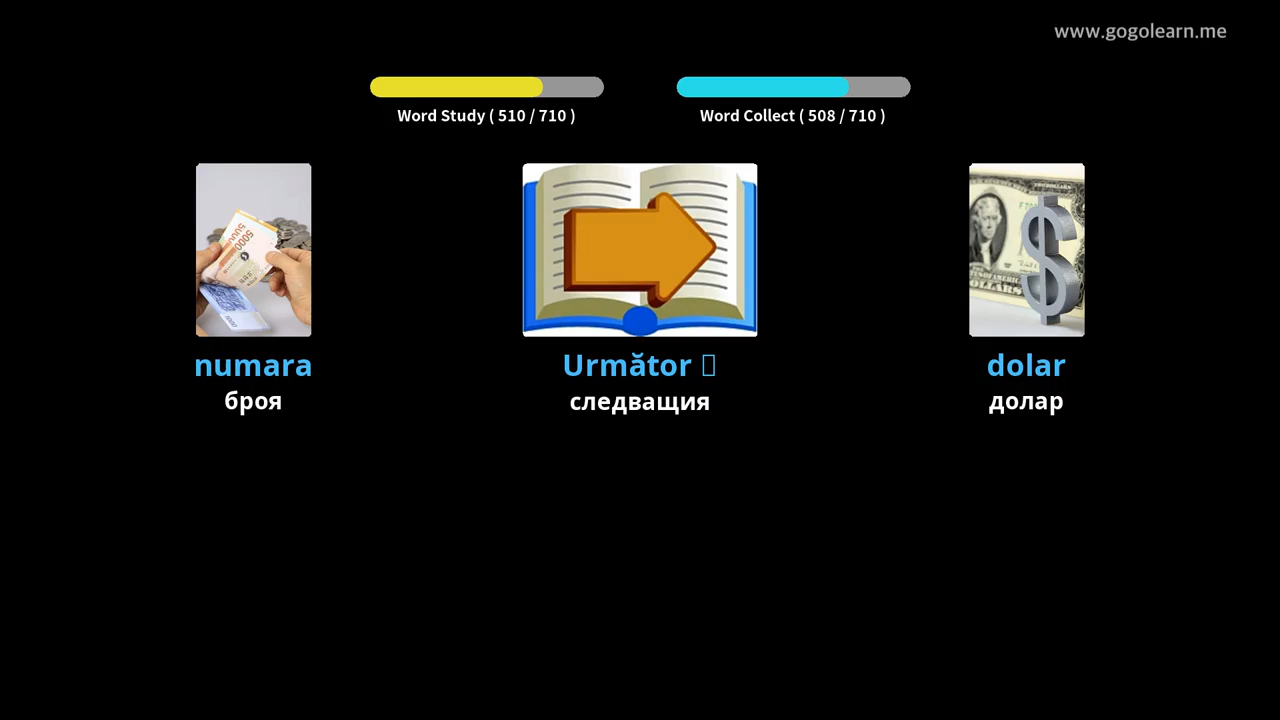 www.gogolearn.me
Word Study ( 510 / 710 )
Word Collect ( 508 / 710 )
numara
броя
Următor
следващия
dolar
долар